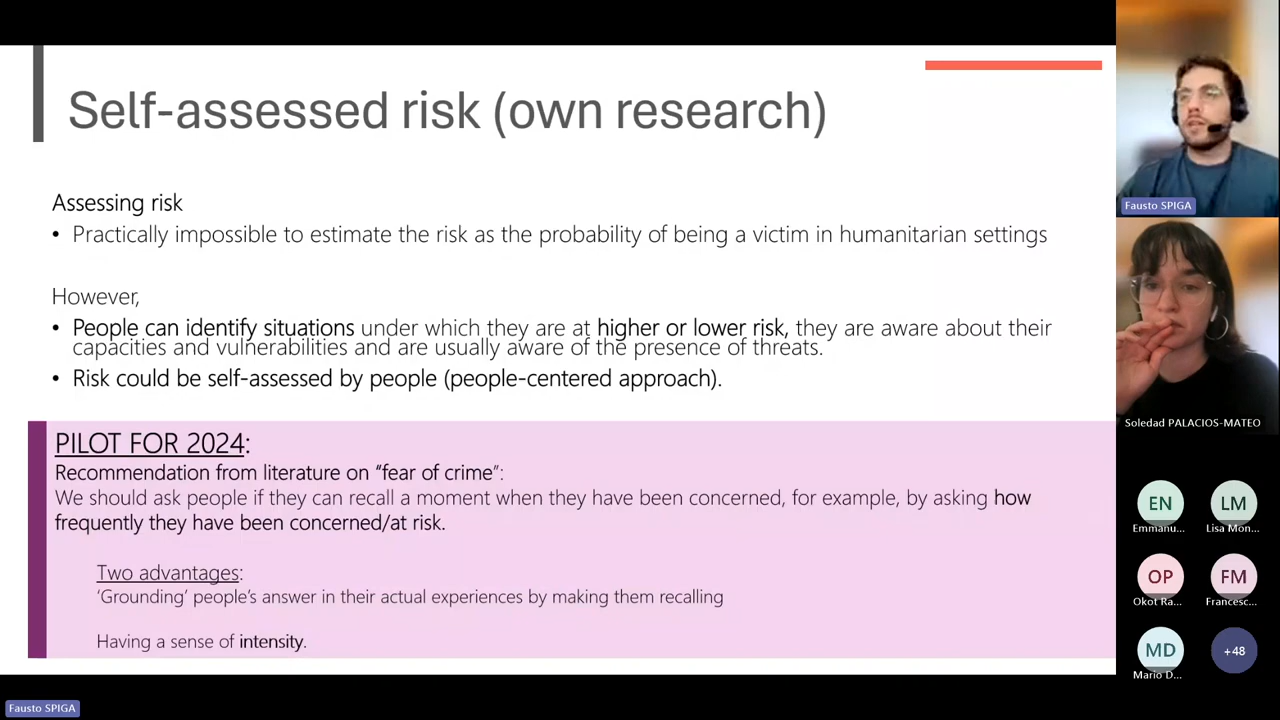 Self-assessed risk (own research)
Assessing risk
• Practically impossible to estimate the risk as the probability of being a victim in humanitarian settings
However,
• People can identify situations under which they are at higher or lower risk, they are aware about their
capacities and vulnerabilities and are usually aware of the presence of threats.
• Risk could be self-assessed by people (people-centered approach).
PILOT FOR 2024:
Recommendation from literature on “fear of crime”:
We should ask people if they can recall a moment when they have been concerned, for example, by asking how
frequently they have been concerned/at risk.
Two advantages:
‘Grounding’ people’s answer in their actual experiences by making them recalling
Having a sense of intensity.
Fausto SPIGA
Soledad PALACIOS-MATEO
EN
LM
Emmanu...
Lisa Mon...
OP
FM
Okot Ra...
Francesc...
MD
+48
Mario D...
Fausto SPIGA